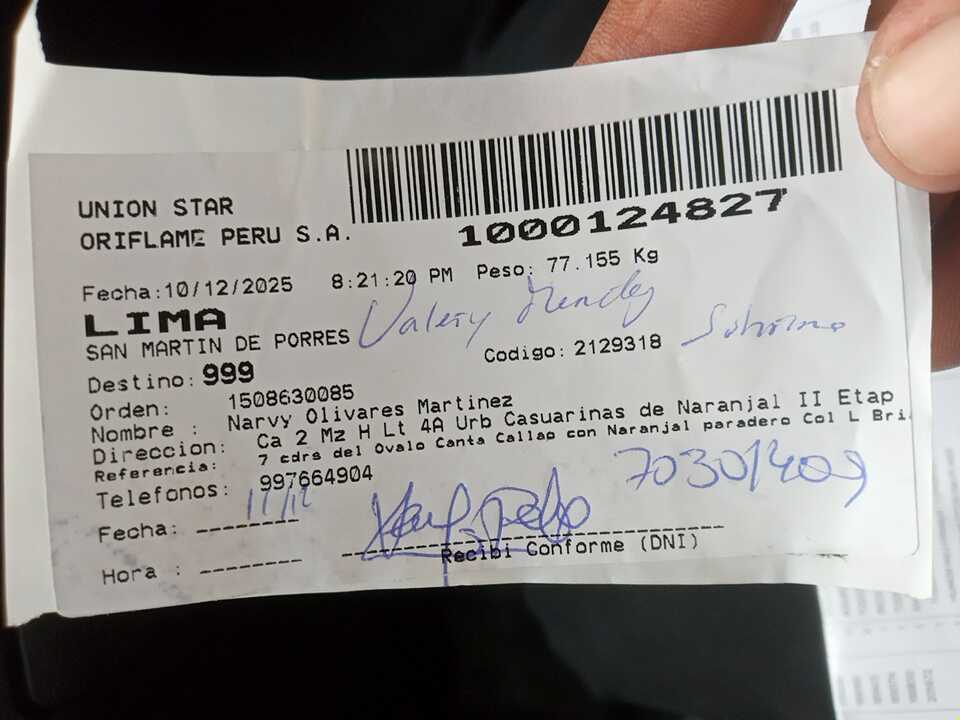 UNION STAR
ORIFLAME PERU S.A.
1000124827
Fecha:10/12/2025 8:21:20 PM Peso: 77.155 Kg
LIMA
SAN MARTIN DE PORRES Valery Mendez Sobrino
Destino: 999 Codigo: 2129318
Orden: 1508630085
Nombre : Narvy Olivares Martinez
Direccion: Ca 2 Mz H Lt 4A Urb Casuarinas de Naranjal II Etap
Referencia: 7 cdrs del Ovalo Canta Callao con Naranjal paradero Col L Bri
Telefonos: 997664904
Fecha: 11/12
Hora :
Recibi Conforme (DNI)